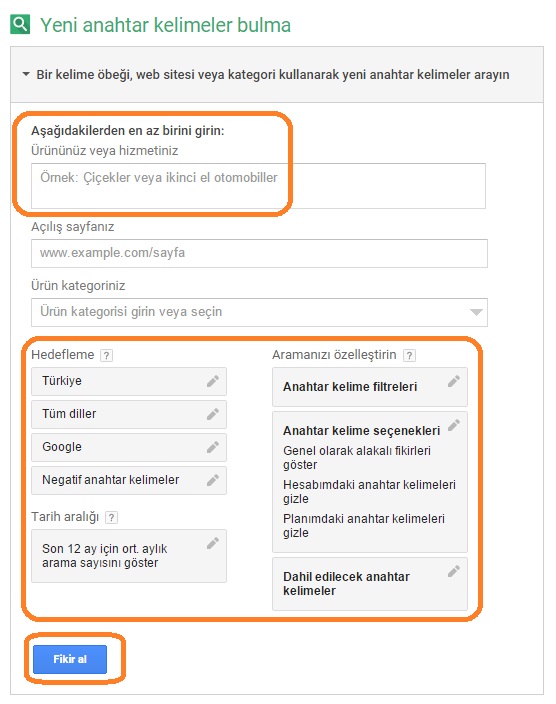 Yeni anahtar kelimeler bulma
Bir kelime öbeği, web sitesi veya kategori kullanarak yeni anahtar kelimeler arayın
Aşağıdakilerden en az birini girin:
Ürününüz veya hizmetiniz
Örnek: Çiçekler veya ikinci el otomobiller
Açılış sayfanız
www.example.com/sayfa
Ürün kategoriniz
Ürün kategorisi girin veya seçin
Hedefleme ?
Türkiye
Tüm diller
Google
Negatif anahtar kelimeler
Tarih aralığı ?
Son 12 ay için ort. aylık
arama sayısını göster
Aramanızı özelleştirin ?
Anahtar kelime filtreleri
Anahtar kelime seçenekleri
Genel olarak alakalı fikirleri
göster
Hesabımdaki anahtar kelimeleri
gizle
Planımdaki anahtar kelimeleri
gizle
Dahil edilecek anahtar
kelimeler
Fikir al